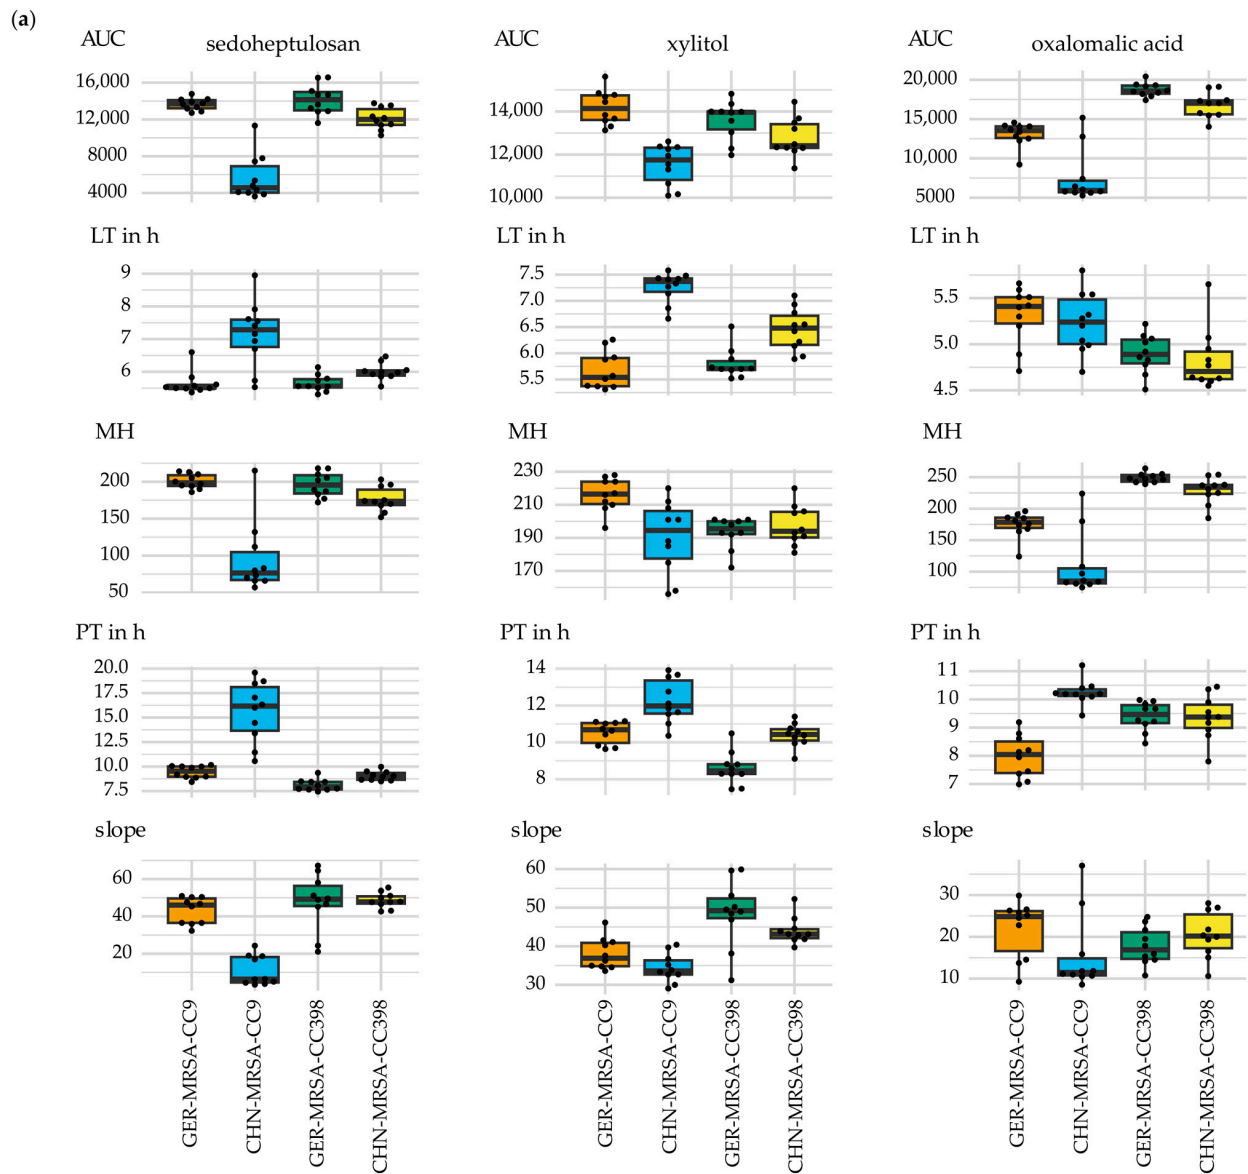 (a)
AUC sedoheptulosan
16,000
12,000
8000
4000
LT in h
9
8
7
6
MH
200
150
100
50
PT in h
20.0
17.5
15.0
12.5
10.0
7.5
slope
60
40
20
GER-MRSA-CC9
CHN-MRSA-CC9
GER-MRSA-CC398
CHN-MRSA-CC398
AUC xylitol
14,000
12,000
10,000
LT in h
7.5
7.0
6.5
6.0
5.5
MH
230
210
190
170
PT in h
14
12
10
8
slope
60
50
40
30
GER-MRSA-CC9
CHN-MRSA-CC9
GER-MRSA-CC398
CHN-MRSA-CC398
AUC oxalomalic acid
20,000
15,000
10,000
5000
LT in h
5.5
5.0
4.5
MH
250
200
150
100
PT in h
11
10
9
8
7
slope
30
20
10
GER-MRSA-CC9
CHN-MRSA-CC9
GER-MRSA-CC398
CHN-MRSA-CC398